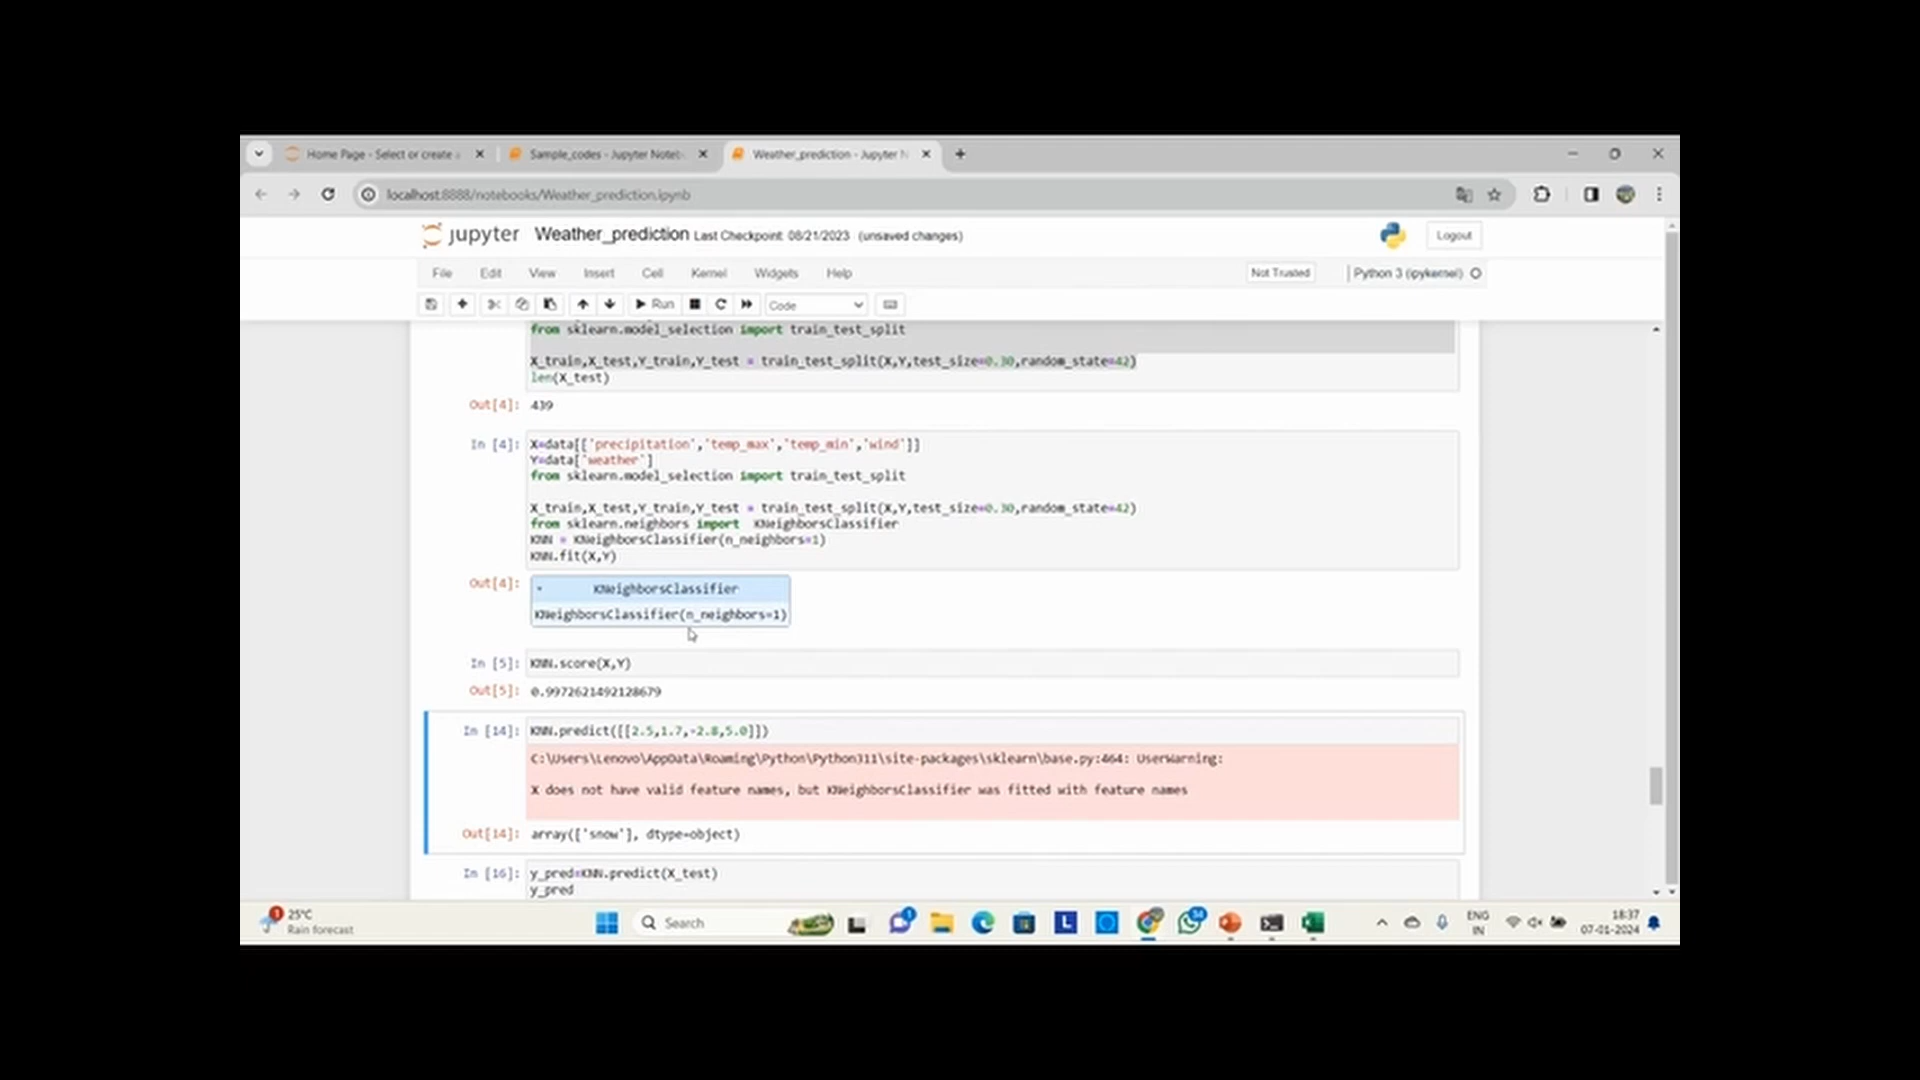 Home Page - Select or create a
Sample_codes - Jupyter Noteb
Weather_prediction - Jupyter N
localhost:8888/notebooks/Weather_prediction.ipynb
jupyter Weather_prediction Last Checkpoint: 08/21/2023 (unsaved changes)
Logout
File Edit View Insert Cell Kernel Widgets Help
Not Trusted
Python 3 (ipykernel)
Run
Code
from sklearn.model_selection import train_test_split
X_train,X_test,Y_train,Y_test = train_test_split(X,Y,test_size=0.30,random_state=42)
len(X_test)
Out[4]: 439
In [4]: X=data[['precipitation','temp_max','temp_min','wind']]
Y=data['weather']
from sklearn.model_selection import train_test_split
X_train,X_test,Y_train,Y_test = train_test_split(X,Y,test_size=0.30,random_state=42)
from sklearn.neighbors import KNeighborsClassifier
KNN = KNeighborsClassifier(n_neighbors=1)
KNN.fit(X,Y)
Out[4]:
KNeighborsClassifier
KNeighborsClassifier(n_neighbors=1)
In [5]: KNN.score(X,Y)
Out[5]: 0.9972621492128679
In [14]: KNN.predict([[2.5,1.7,-2.8,5.0]])
C:\Users\Lenovo\AppData\Roaming\Python\Python311\site-packages\sklearn\base.py:464: UserWarning:
X does not have valid feature names, but KNeighborsClassifier was fitted with feature names
Out[14]: array(['snow'], dtype=object)
In [16]: y_pred=KNN.predict(X_test)
y_pred
1
25°C
Rain forecast
Search
1
34
ENG
IN
18:37
07-01-2024